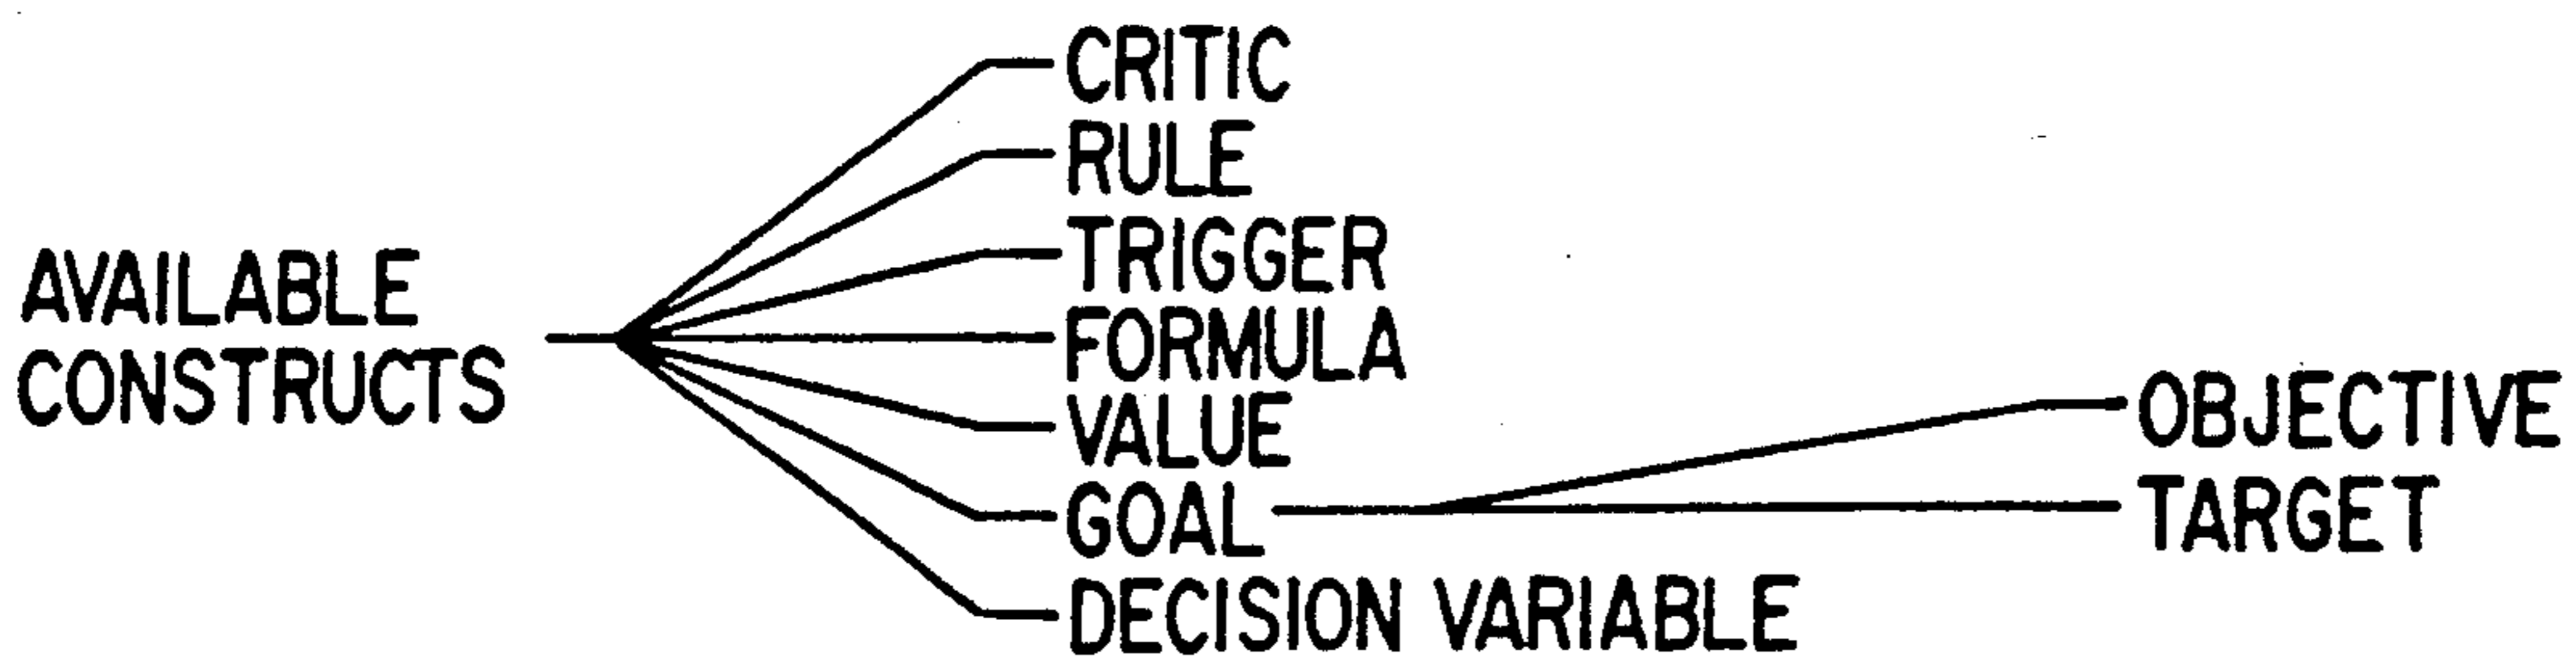 AVAILABLE
CONSTRUCTS
CRITIC
RULE
TRIGGER
FORMULA
VALUE
GOAL
DECISION VARIABLE
OBJECTIVE
TARGET